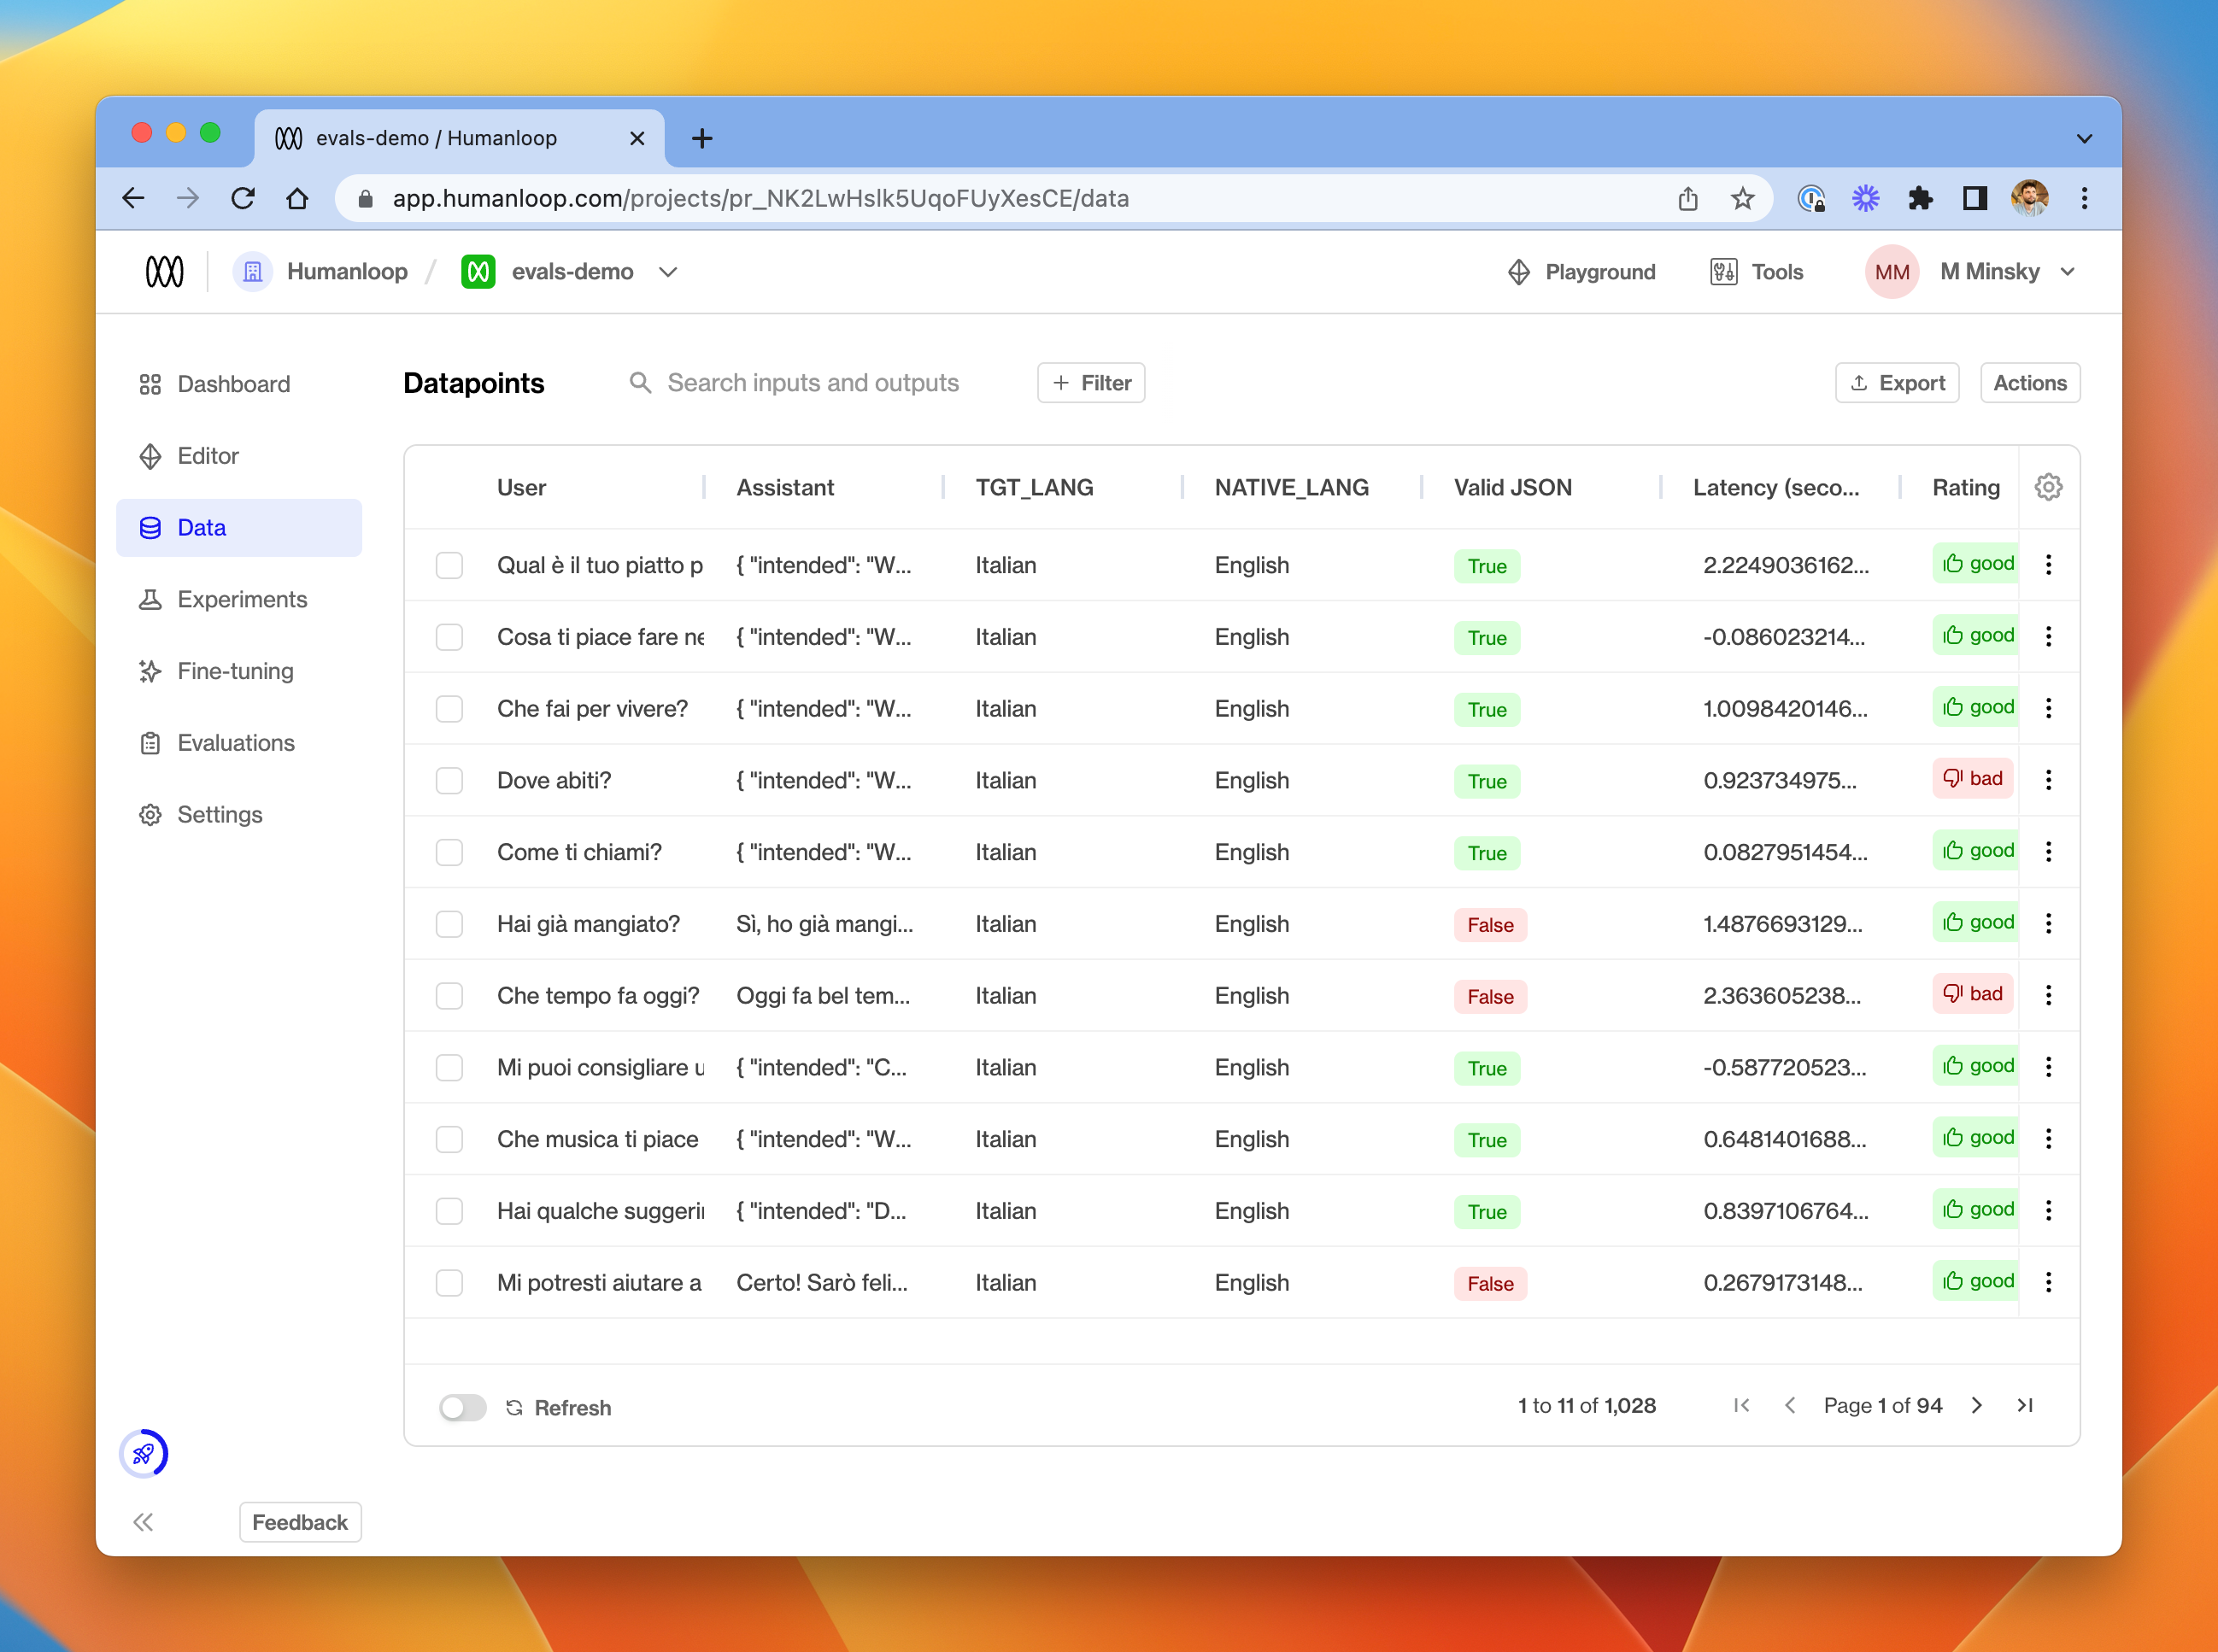 evals-demo / Humanloop
app.humanloop.com/projects/pr_NK2LwHslk5UqoFUyXesCE/data
Humanloop / evals-demo Playground Tools MM M Minsky
Dashboard
Editor
Data
Experiments
Fine-tuning
Evaluations
Settings
Datapoints Search inputs and outputs + Filter Export Actions
User Assistant TGT_LANG NATIVE_LANG Valid JSON Latency (seco... Rating
Qual è il tuo piatto p { "intended": "W... Italian English True 2.2249036162... good
Cosa ti piace fare ne { "intended": "W... Italian English True -0.086023214... good
Che fai per vivere? { "intended": "W... Italian English True 1.0098420146... good
Dove abiti? { "intended": "W... Italian English True 0.923734975... bad
Come ti chiami? { "intended": "W... Italian English True 0.0827951454... good
Hai già mangiato? Sì, ho già mangi... Italian English False 1.4876693129... good
Che tempo fa oggi? Oggi fa bel tem... Italian English False 2.363605238... bad
Mi puoi consigliare u { "intended": "C... Italian English True -0.587720523... good
Che musica ti piace { "intended": "W... Italian English True 0.6481401688... good
Hai qualche suggerir { "intended": "D... Italian English True 0.8397106764... good
Mi potresti aiutare a Certo! Sarò feli... Italian English False 0.2679173148... good
Refresh 1 to 11 of 1,028 Page 1 of 94
Feedback